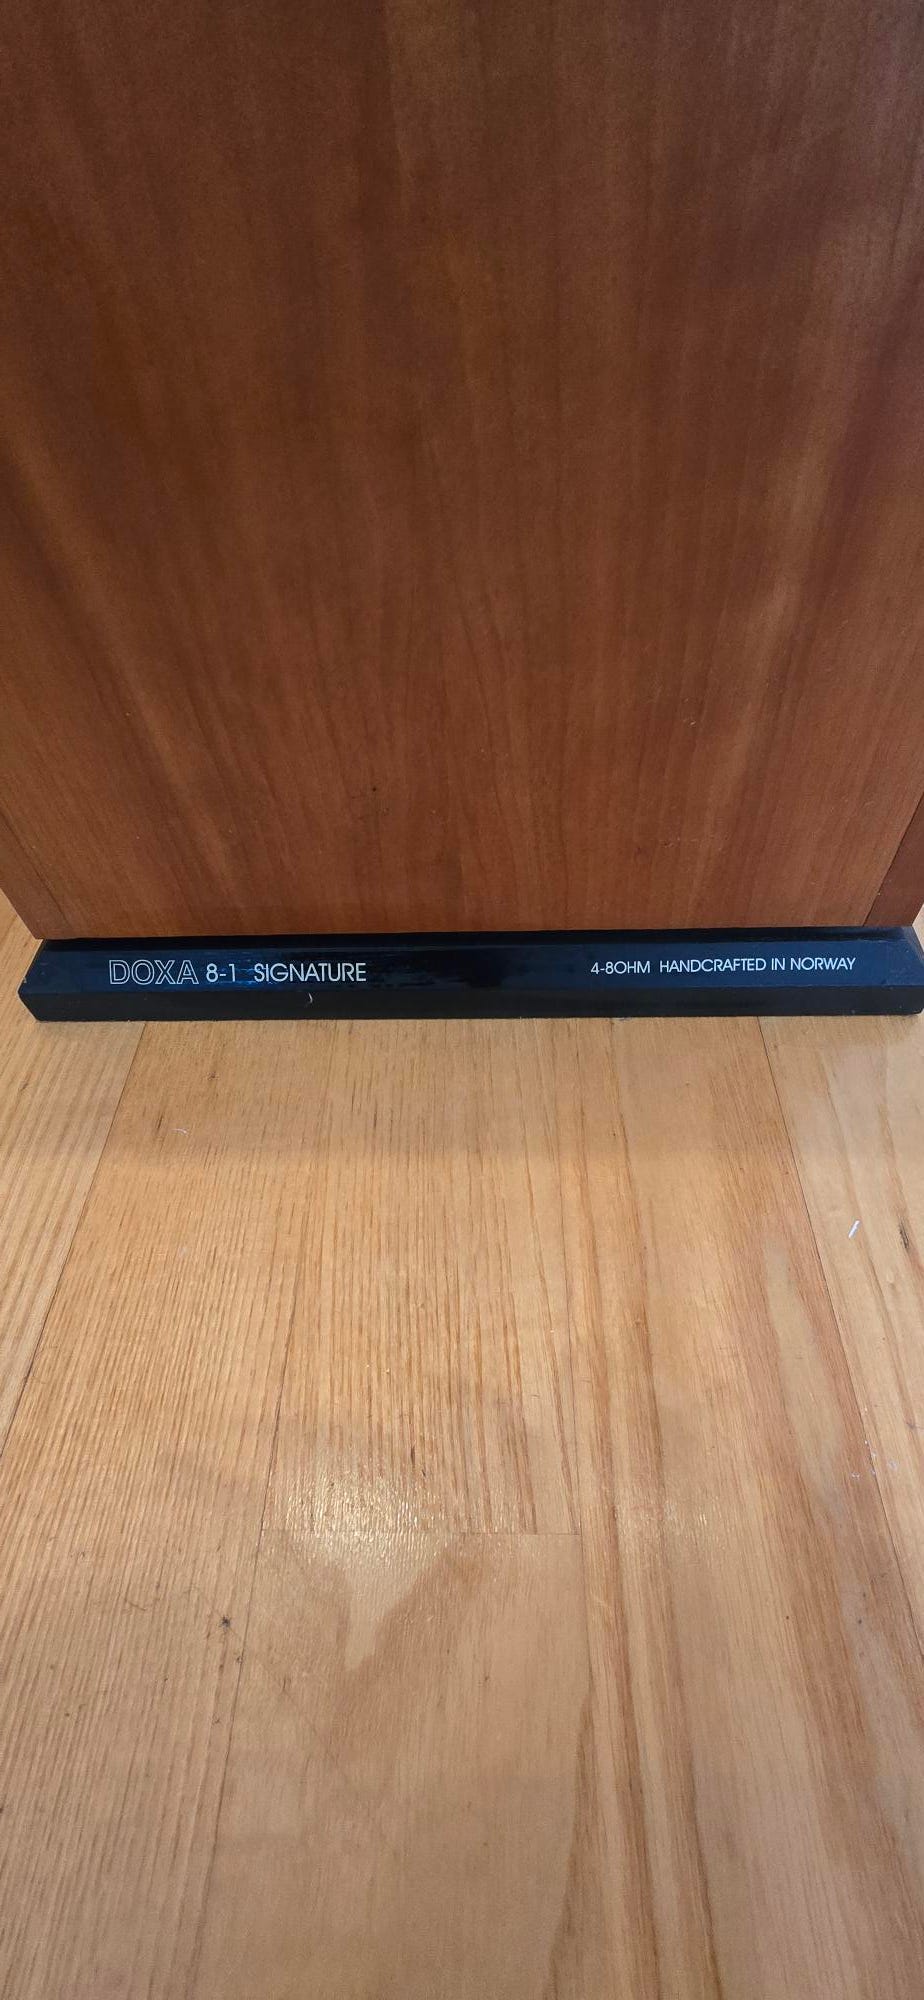 DOXA 8-1 SIGNATURE 4-8OHM HANDCRAFTED IN NORWAY